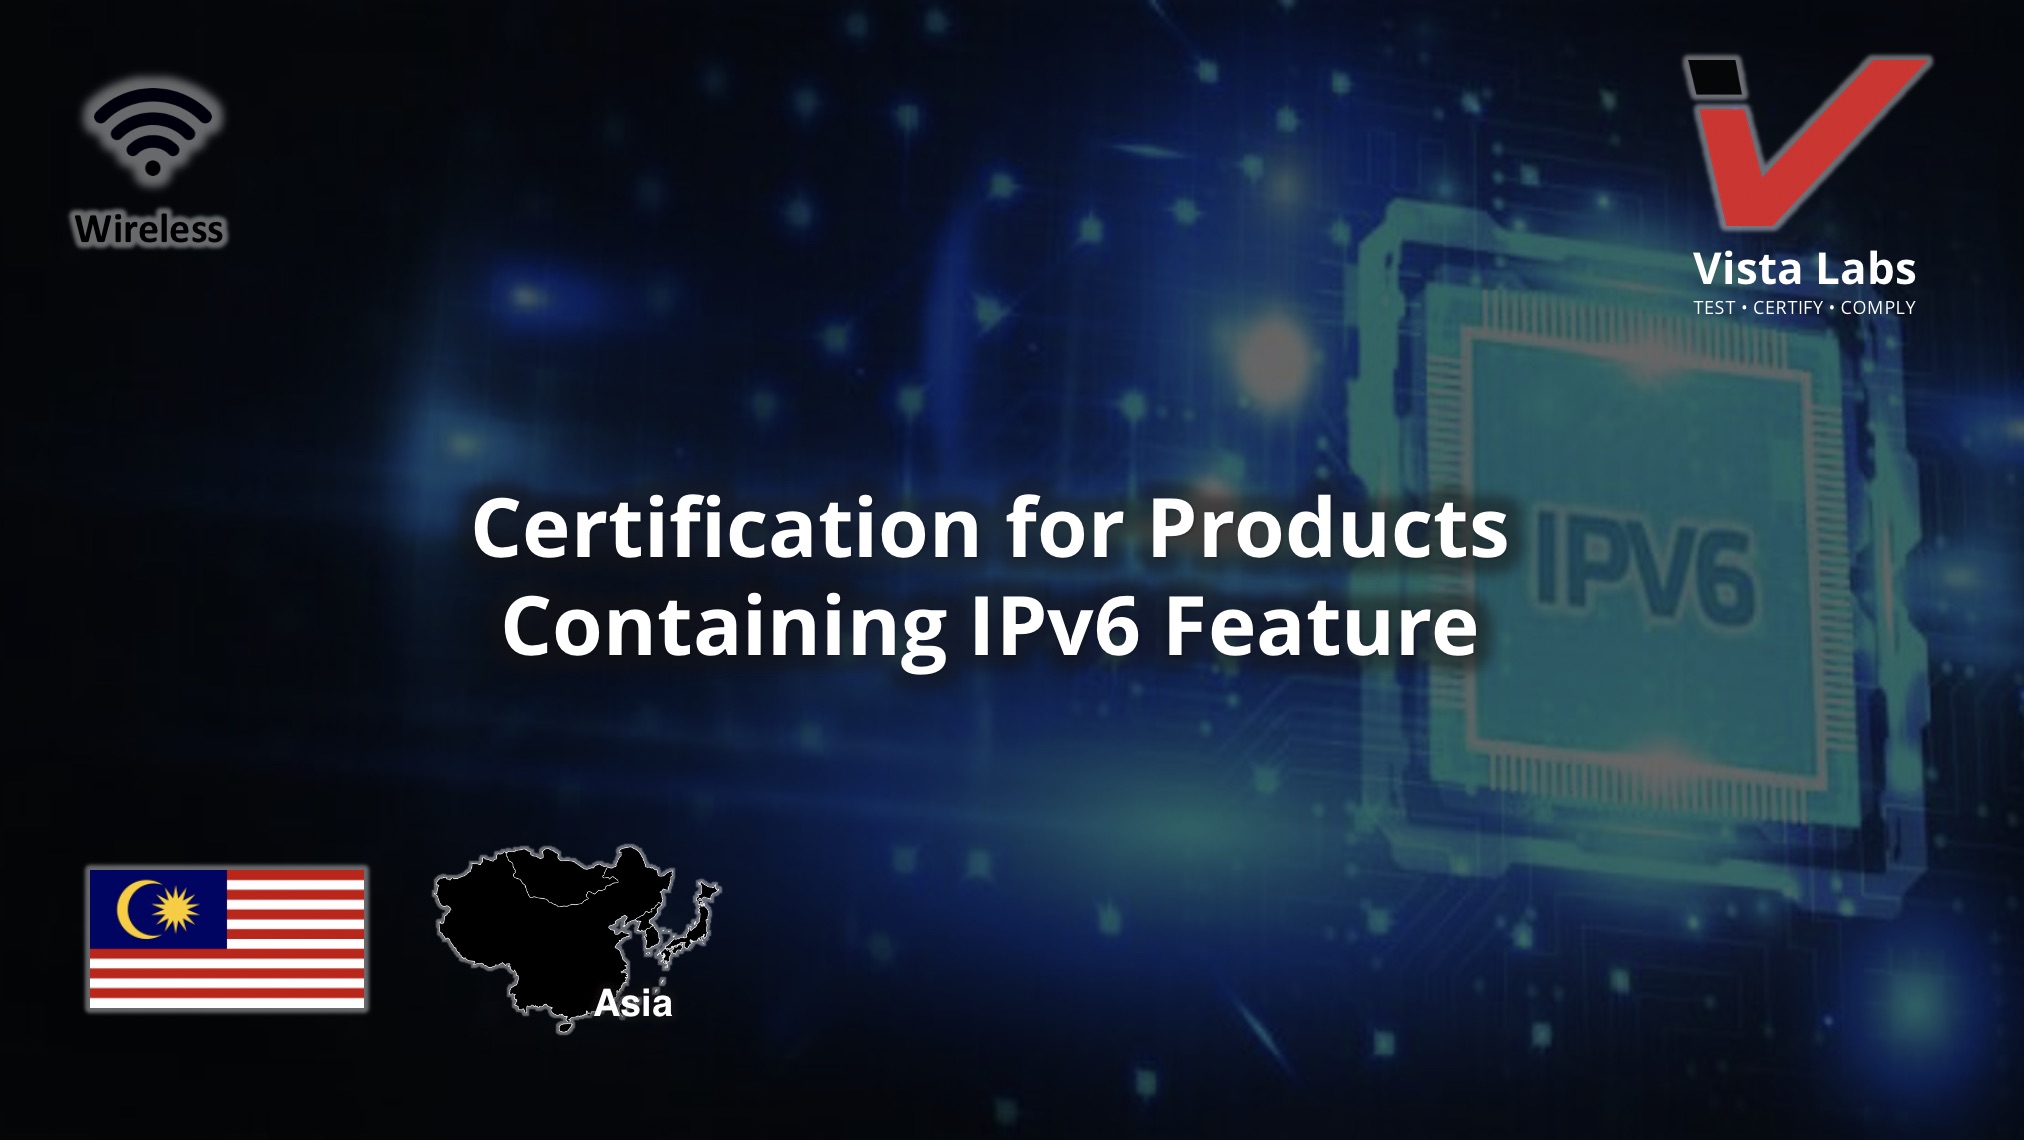 Wireless
Vista Labs
TEST • CERTIFY • COMPLY
Certification for Products
Containing IPv6 Feature
IPV6
Asia